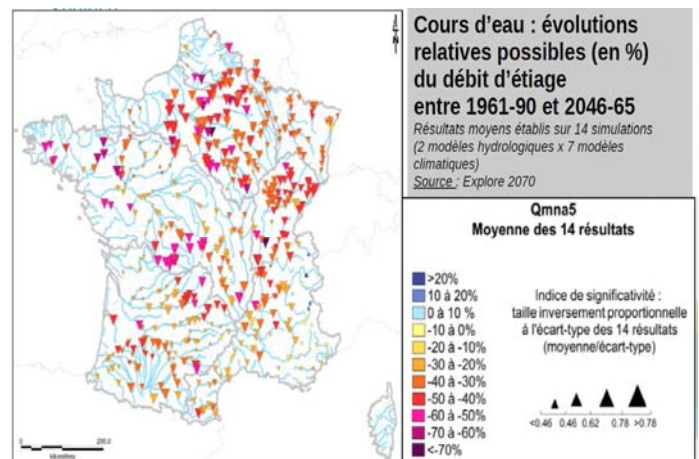 Cours d'eau : évolutions
relatives possibles (en %)
du débit d'étiage
entre 1961-90 et 2046-65
Résultats moyens établis sur 14 simulations
(2 modèles hydrologiques x 7 modèles
climatiques)
Source : Explore 2070
Qmna5
Moyenne des 14 résultats
>20%
10 à 20%
0 à 10 %
-10 à 0%
-20 à -10%
-30 à -20%
-40 à -30%
-50 à -40%
-60 à -50%
-70 à -60%
<-70%
Indice de significativité :
taille inversement proportionnelle
à l'écart-type des 14 résultats
(moyenne/écart-type)
<0.46 0.46 0.62 0.78 >0.78
0 200.0
kilomètres